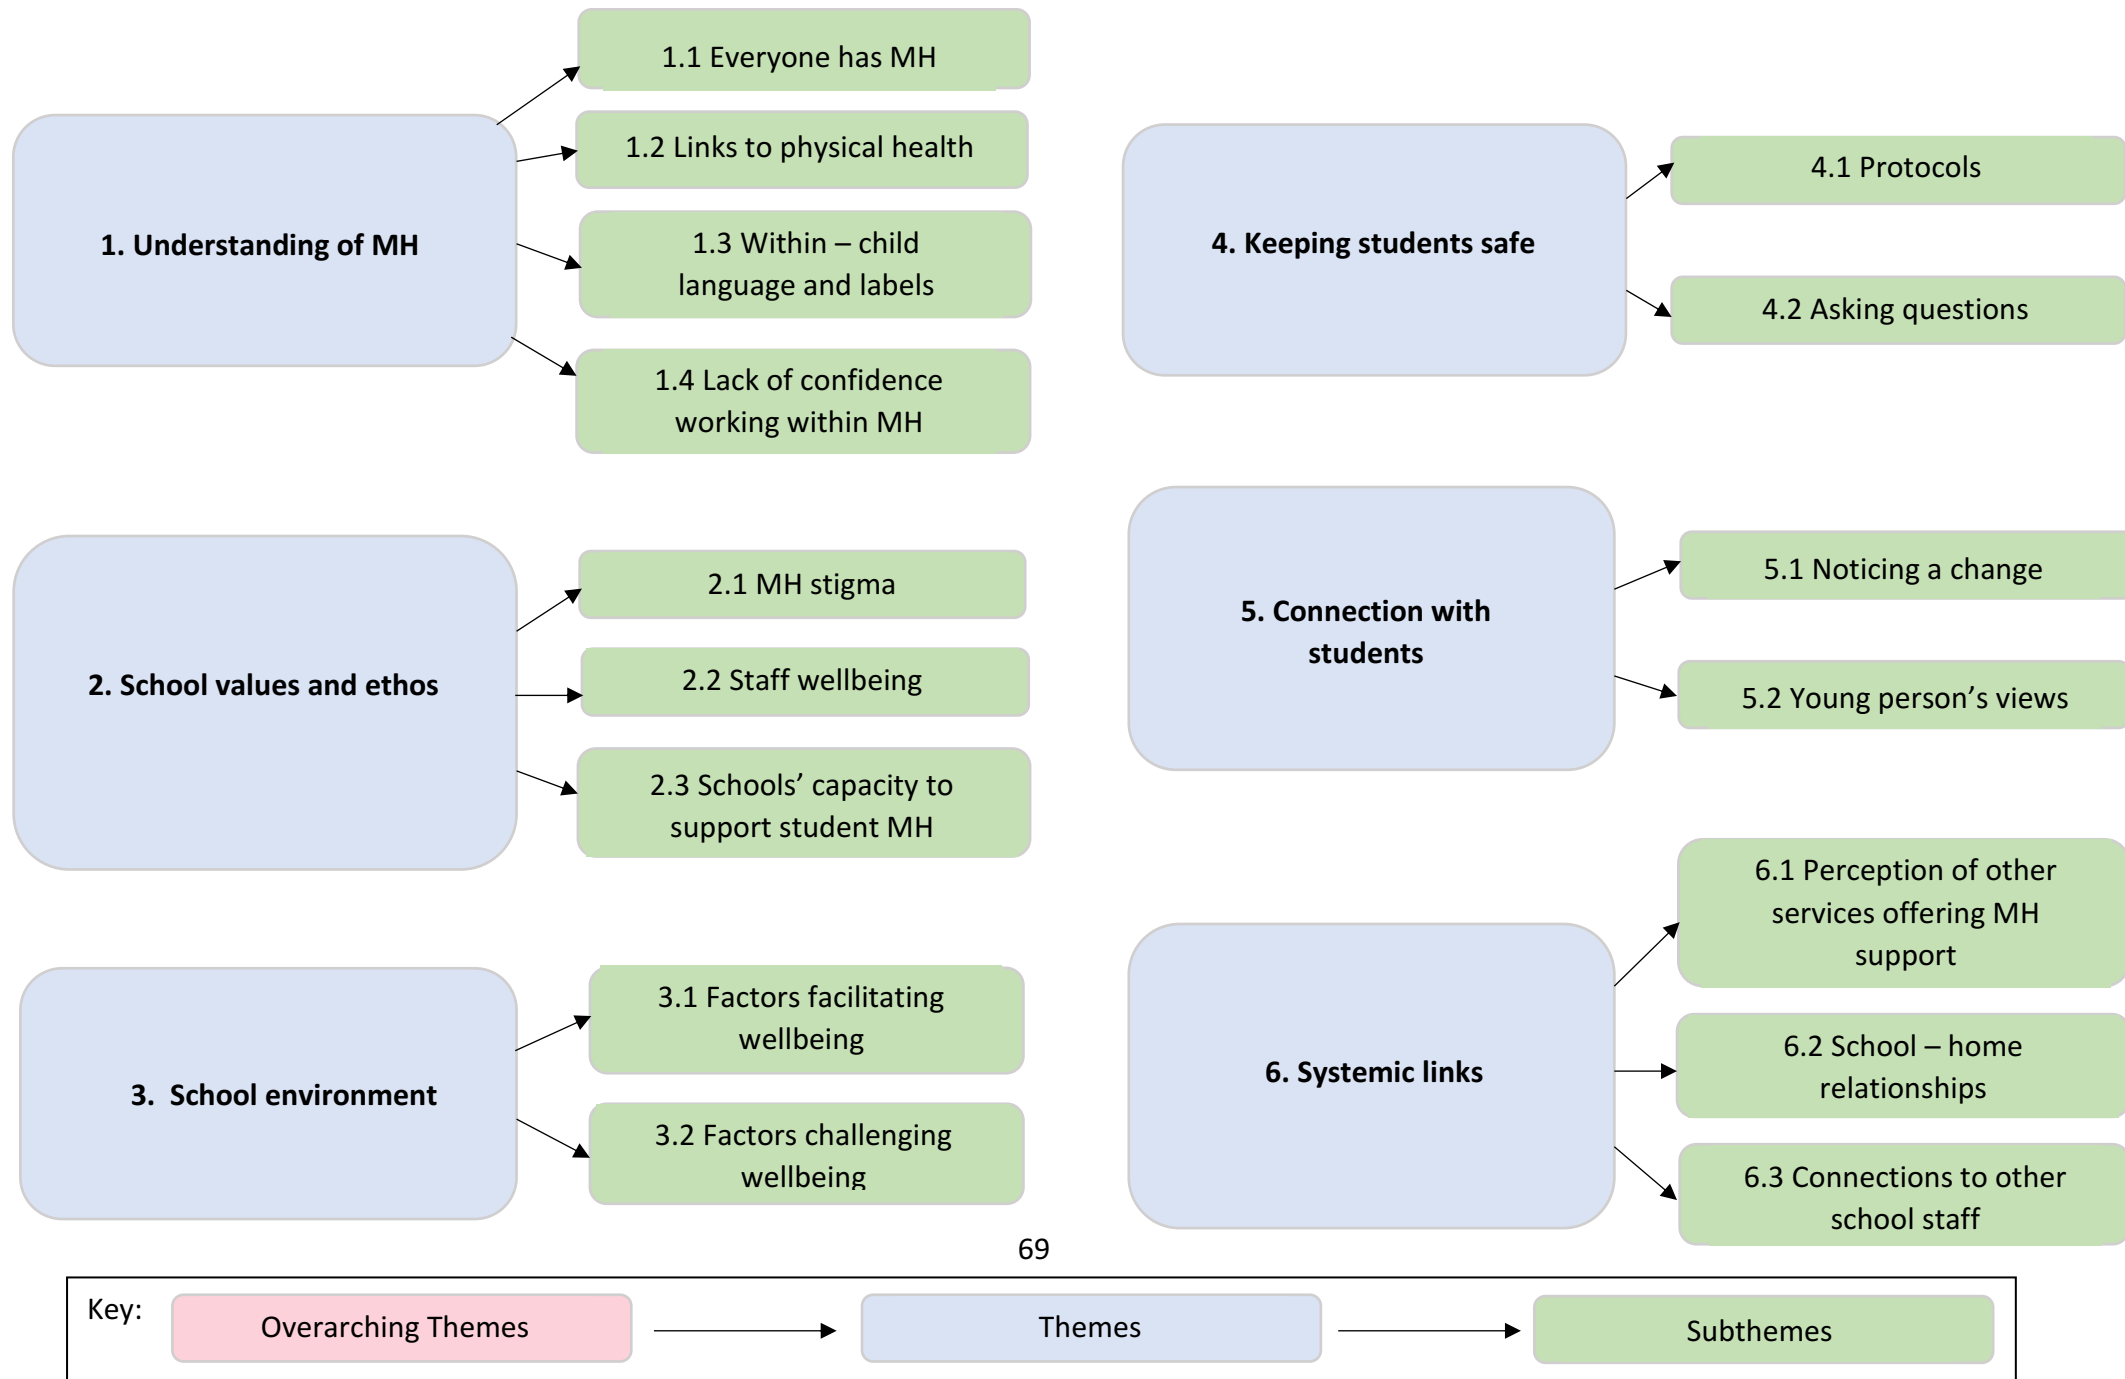 1. Understanding of MH
1.1 Everyone has MH
1.2 Links to physical health
1.3 Within – child
language and labels
1.4 Lack of confidence
working within MH
2. School values and ethos
2.1 MH stigma
2.2 Staff wellbeing
2.3 Schools’ capacity to
support student MH
3. School environment
3.1 Factors facilitating
wellbeing
3.2 Factors challenging
wellbeing
4. Keeping students safe
4.1 Protocols
4.2 Asking questions
5. Connection with
students
5.1 Noticing a change
5.2 Young person’s views
6. Systemic links
6.1 Perception of other
services offering MH
support
6.2 School – home
relationships
6.3 Connections to other
school staff
69
Key:
Overarching Themes
Themes
Subthemes